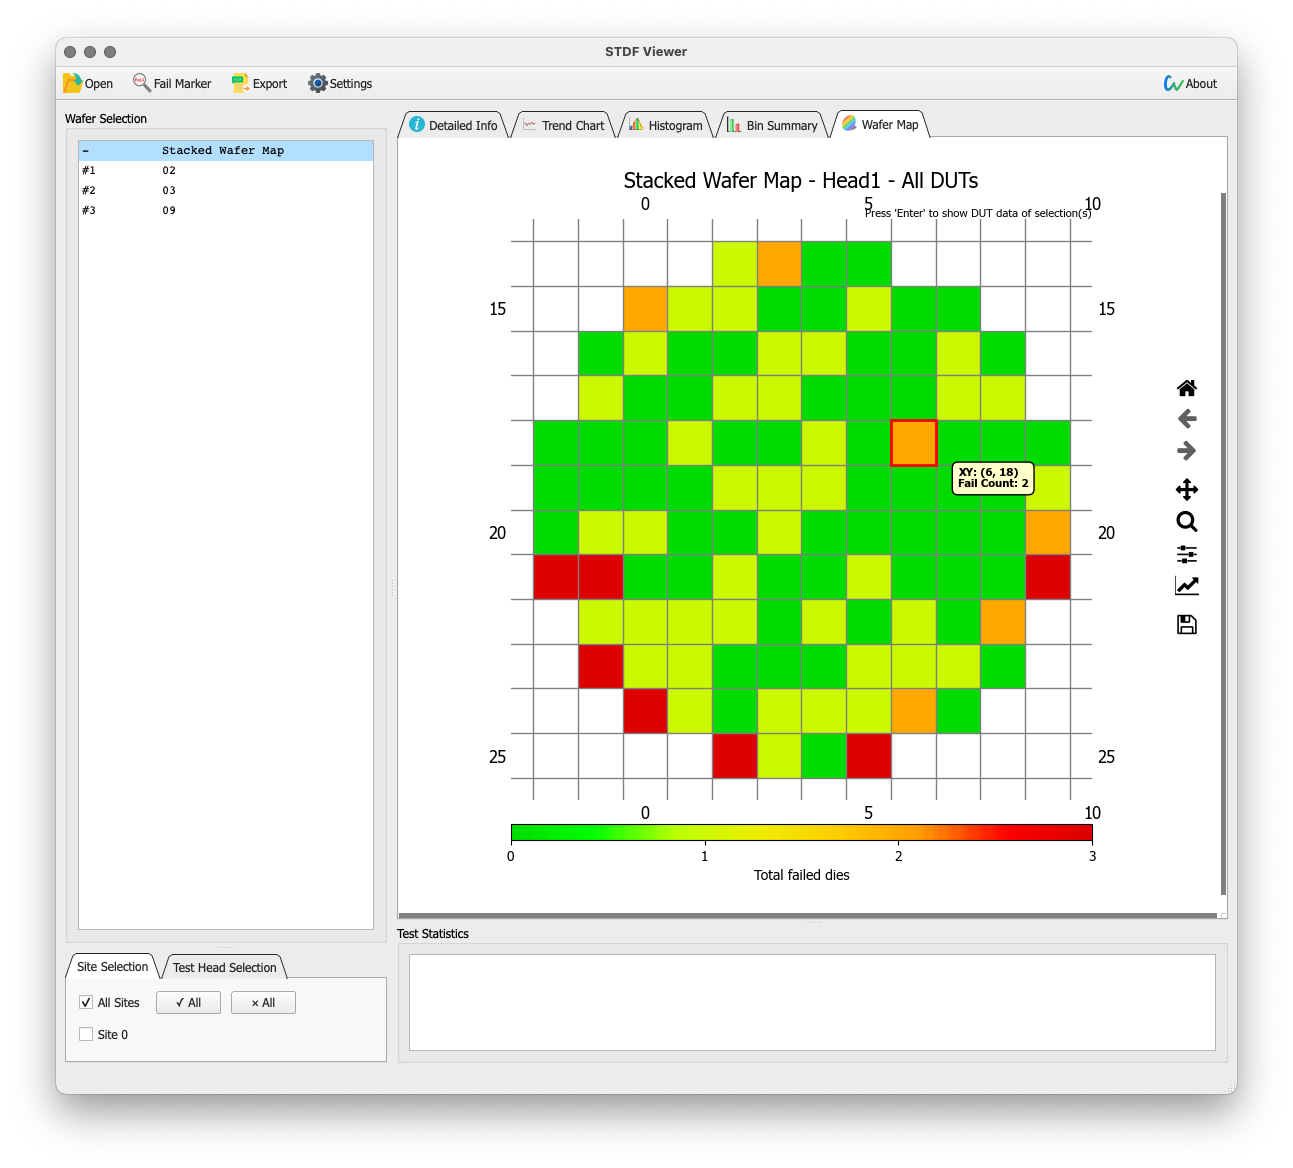 STDF Viewer
Open Fail Marker Export Settings About
Wafer Selection
Detailed Info Trend Chart Histogram Bin Summary Wafer Map
- Stacked Wafer Map
#1 02
#2 03
#3 09
Stacked Wafer Map - Head1 - All DUTs
0 5 10
Press 'Enter' to show DUT data of selection(s)
15 15
XY: (6, 18)
Fail Count: 2
20 20
25 25
0 5 10
0 1 2 3
Total failed dies
Test Statistics
Site Selection Test Head Selection
All Sites ✓ All × All
Site 0